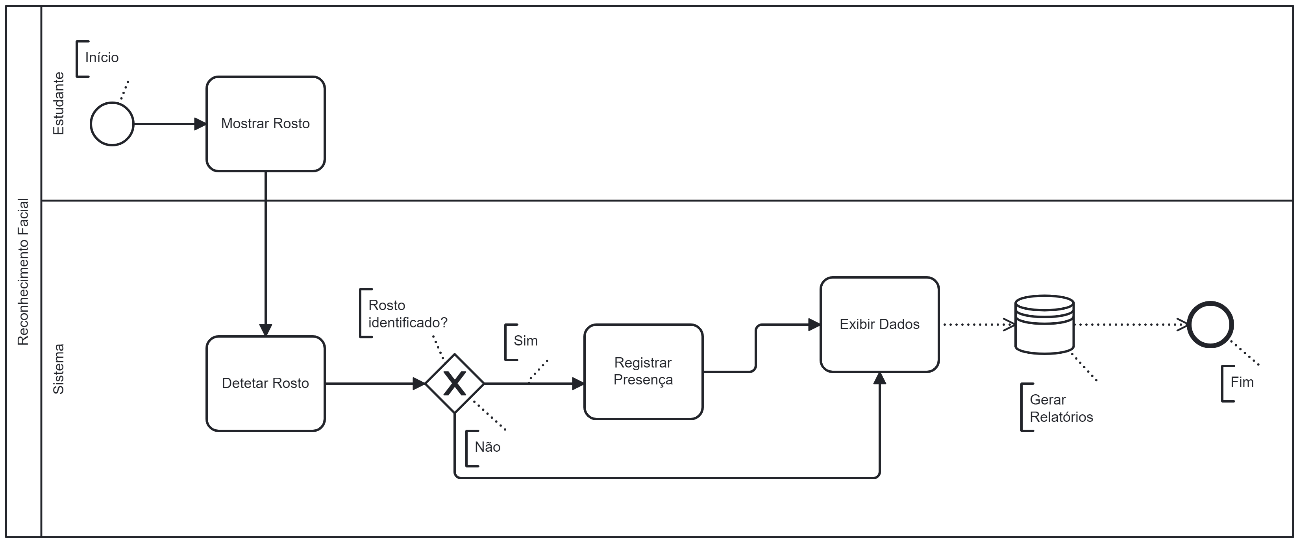 Reconhecimento Facial
Estudante
Início
Mostrar Rosto
Sistema
Detetar Rosto
Rosto
identificado?
Sim
Não
Registrar
Presença
Exibir Dados
Gerar
Relatórios
Fim